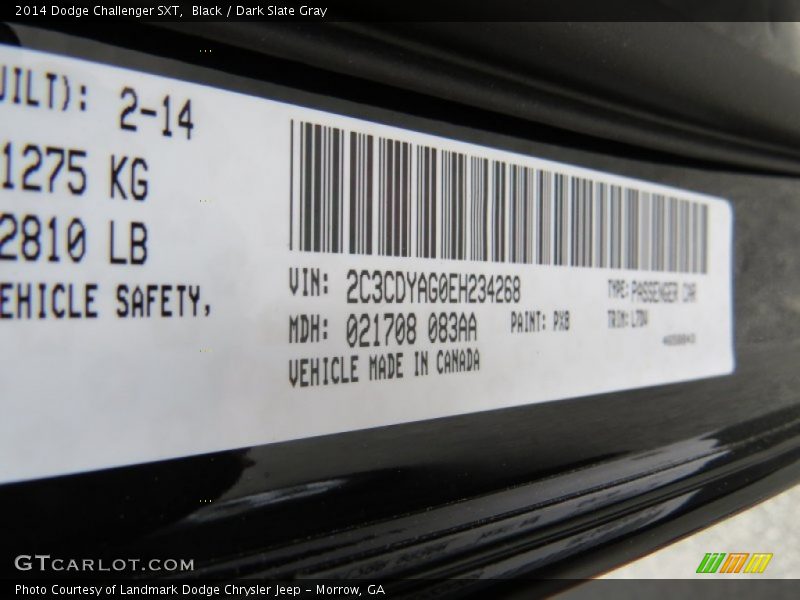 2014 Dodge Challenger SXT, Black / Dark Slate Gray
UILT): 2-14
1275 KG
2810 LB
EHICLE SAFETY,
VIN: 2C3CDYAG0EH234268 TYPE: PASSENGER CAR
MDH: 021708 083AA PAINT: PX8 TRIM:
VEHICLE MADE IN CANADA
GTCARLOT.COM
Photo Courtesy of Landmark Dodge Chrysler Jeep - Morrow, GA